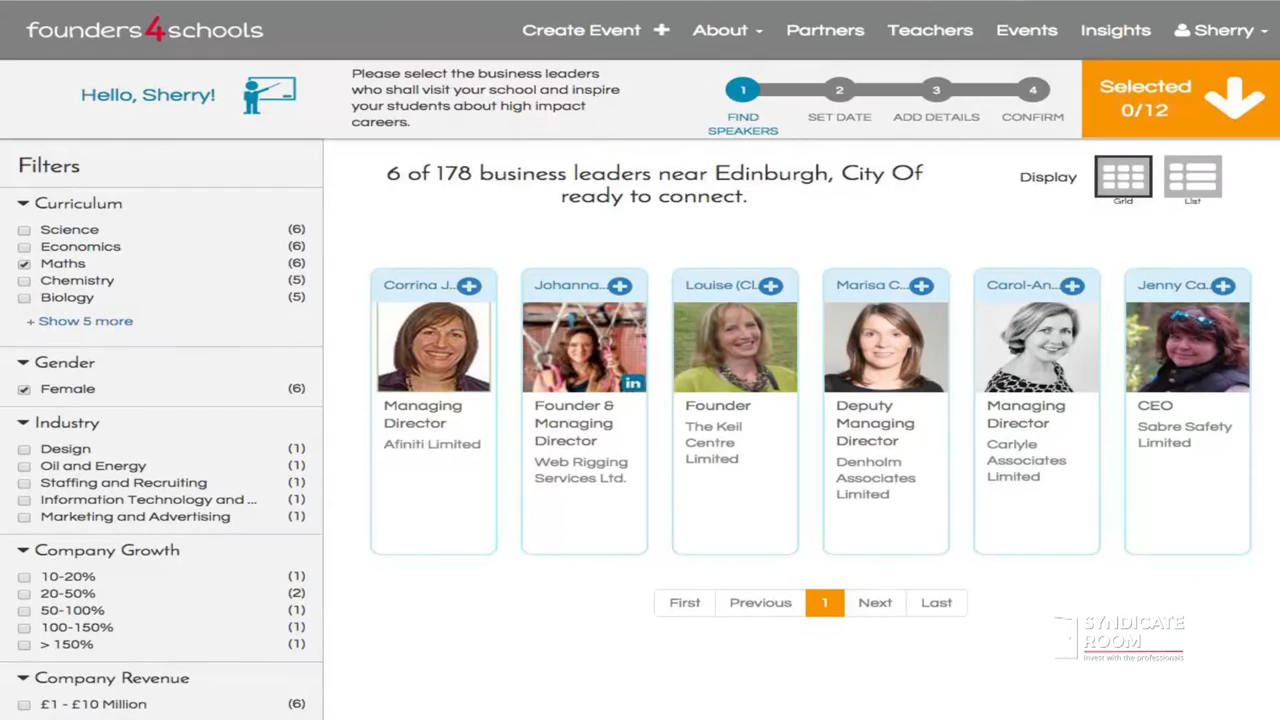 founders4schools
Create Event +
About
Partners
Teachers
Events
Insights
Sherry
Hello, Sherry!
Please select the business leaders
who shall visit your school and inspire
your students about high impact
careers.
1
2
3
4
FIND
SPEAKERS
SET DATE
ADD DETAILS
CONFIRM
Selected
0/12
Filters
Curriculum
Science (6)
Economics (6)
Maths (6)
Chemistry (5)
Biology (5)
+ Show 5 more
Gender
Female (6)
Industry
Design (1)
Oil and Energy (1)
Staffing and Recruiting (1)
Information Technology and ... (1)
Marketing and Advertising (1)
Company Growth
10-20% (1)
20-50% (2)
50-100% (1)
100-150% (1)
> 150% (1)
Company Revenue
£1 - £10 Million (6)
6 of 178 business leaders near Edinburgh, City Of
ready to connect.
Display
Grid
List
Corrina J...
Managing
Director
Afiniti Limited
Johanna...
in
Founder &
Managing
Director
Web Rigging
Services Ltd.
Louise (Cl...
Founder
The Keil
Centre
Limited
Marisa C...
Deputy
Managing
Director
Denholm
Associates
Limited
Carol-An...
Managing
Director
Carlyle
Associates
Limited
Jenny Ca...
CEO
Sabre Safety
Limited
First
Previous
1
Next
Last
SYNDICATE
ROOM
Invest with the professionals